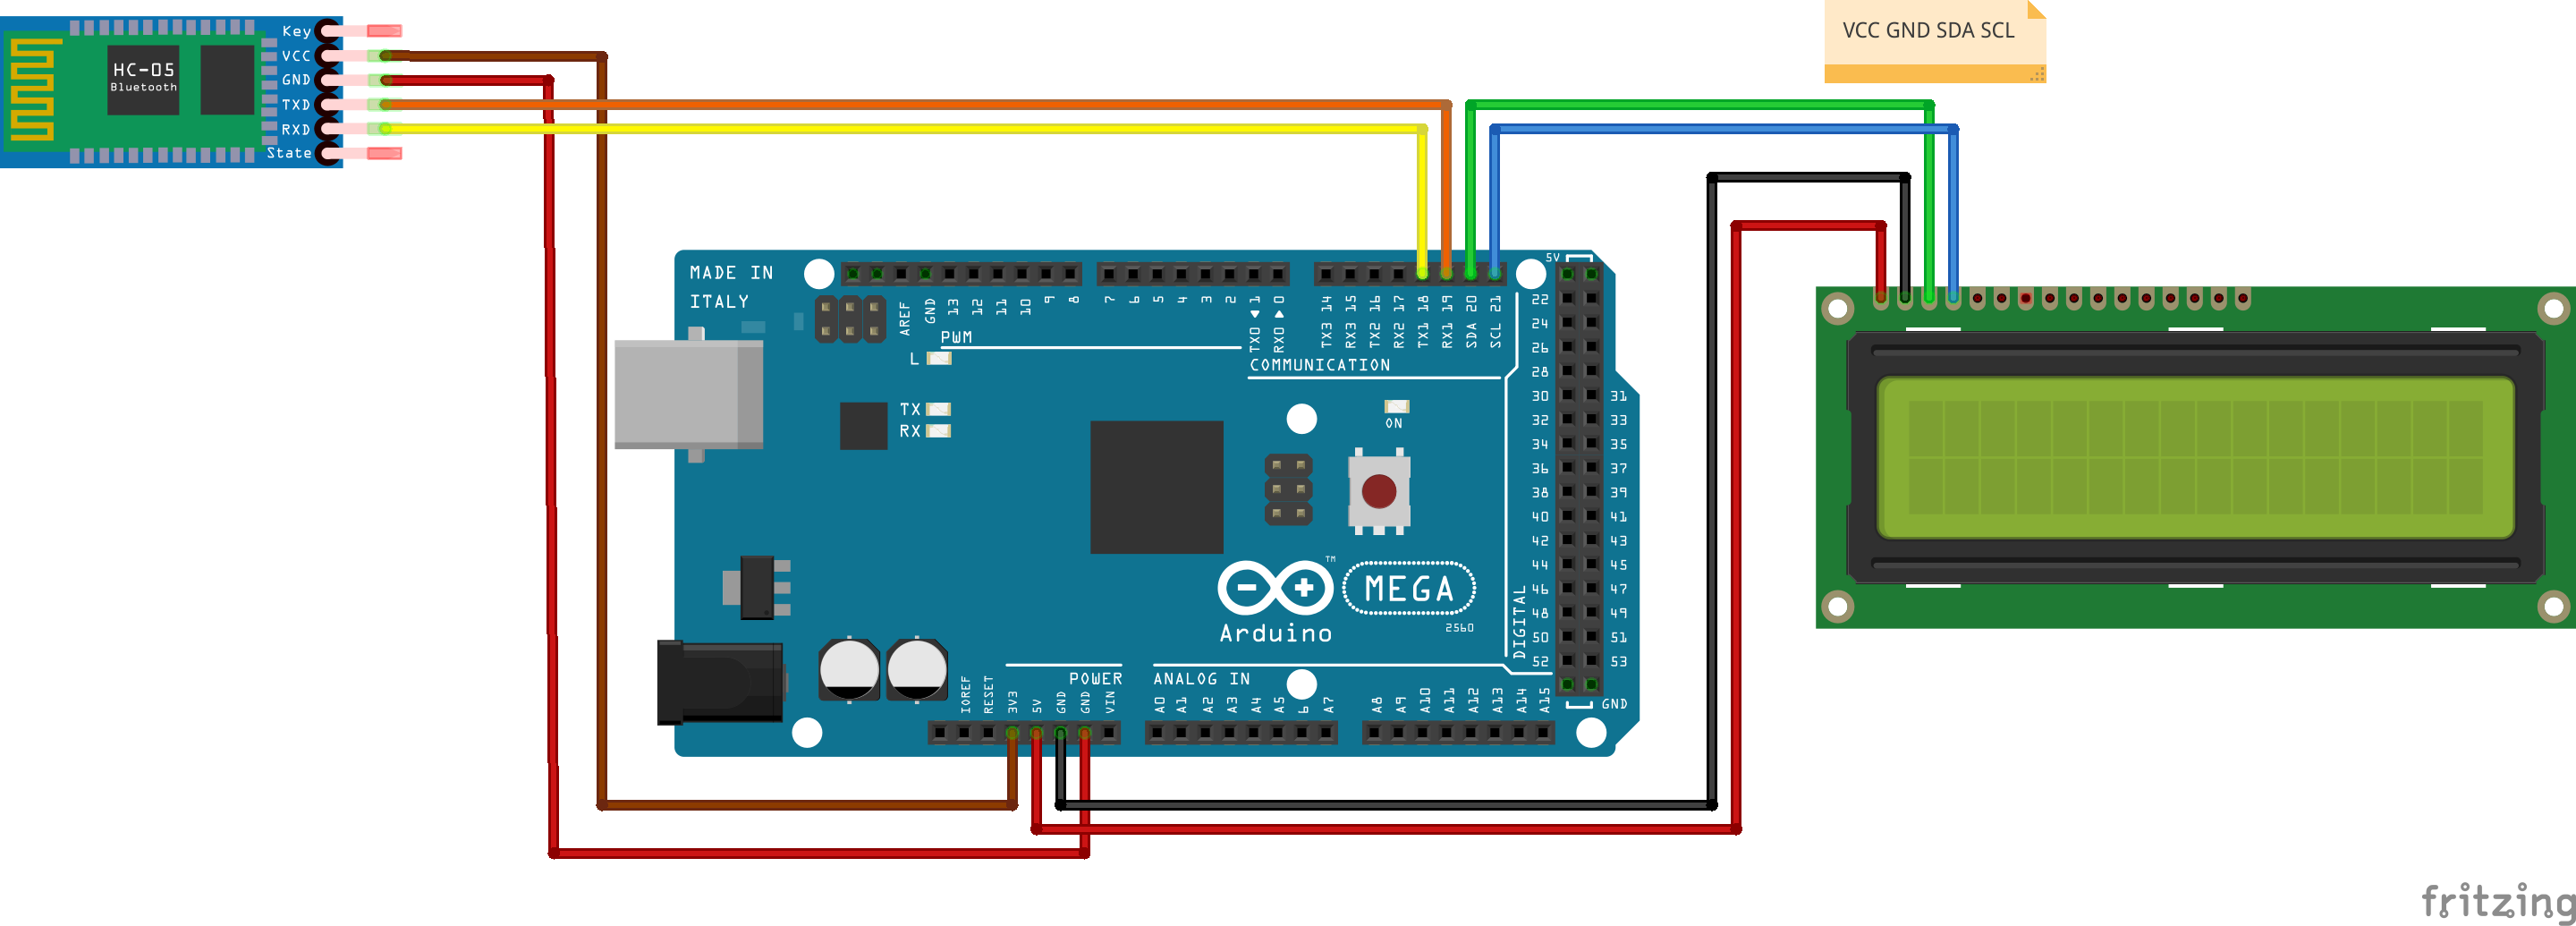 Key
VCC
GND
TXD
RXD
State
HC-05
Bluetooth
VCC GND SDA SCL
MADE IN
ITALY
AREF
GND
13
12
11
10
9
8
7
6
5
4
3
2
TX0 ▶ 1
RX0 ◀ 0
TX3 14
RX3 15
TX2 16
RX2 17
TX1 18
RX1 19
SDA 20
SCL 21
PWM
COMMUNICATION
L
TX
RX
ON
5V
22
24
26
28
30 31
32 33
34 35
36 37
38 39
40 41
42 43
44 45
46 47
48 49
50 51
52 53
GND
DIGITAL
MEGA
2560
TM
Arduino
POWER
ANALOG IN
IOREF
RESET
3V3
5V
GND
GND
VIN
A0
A1
A2
A3
A4
A5
6
A7
A8
A9
A10
A11
A12
A13
A14
A15
fritzing